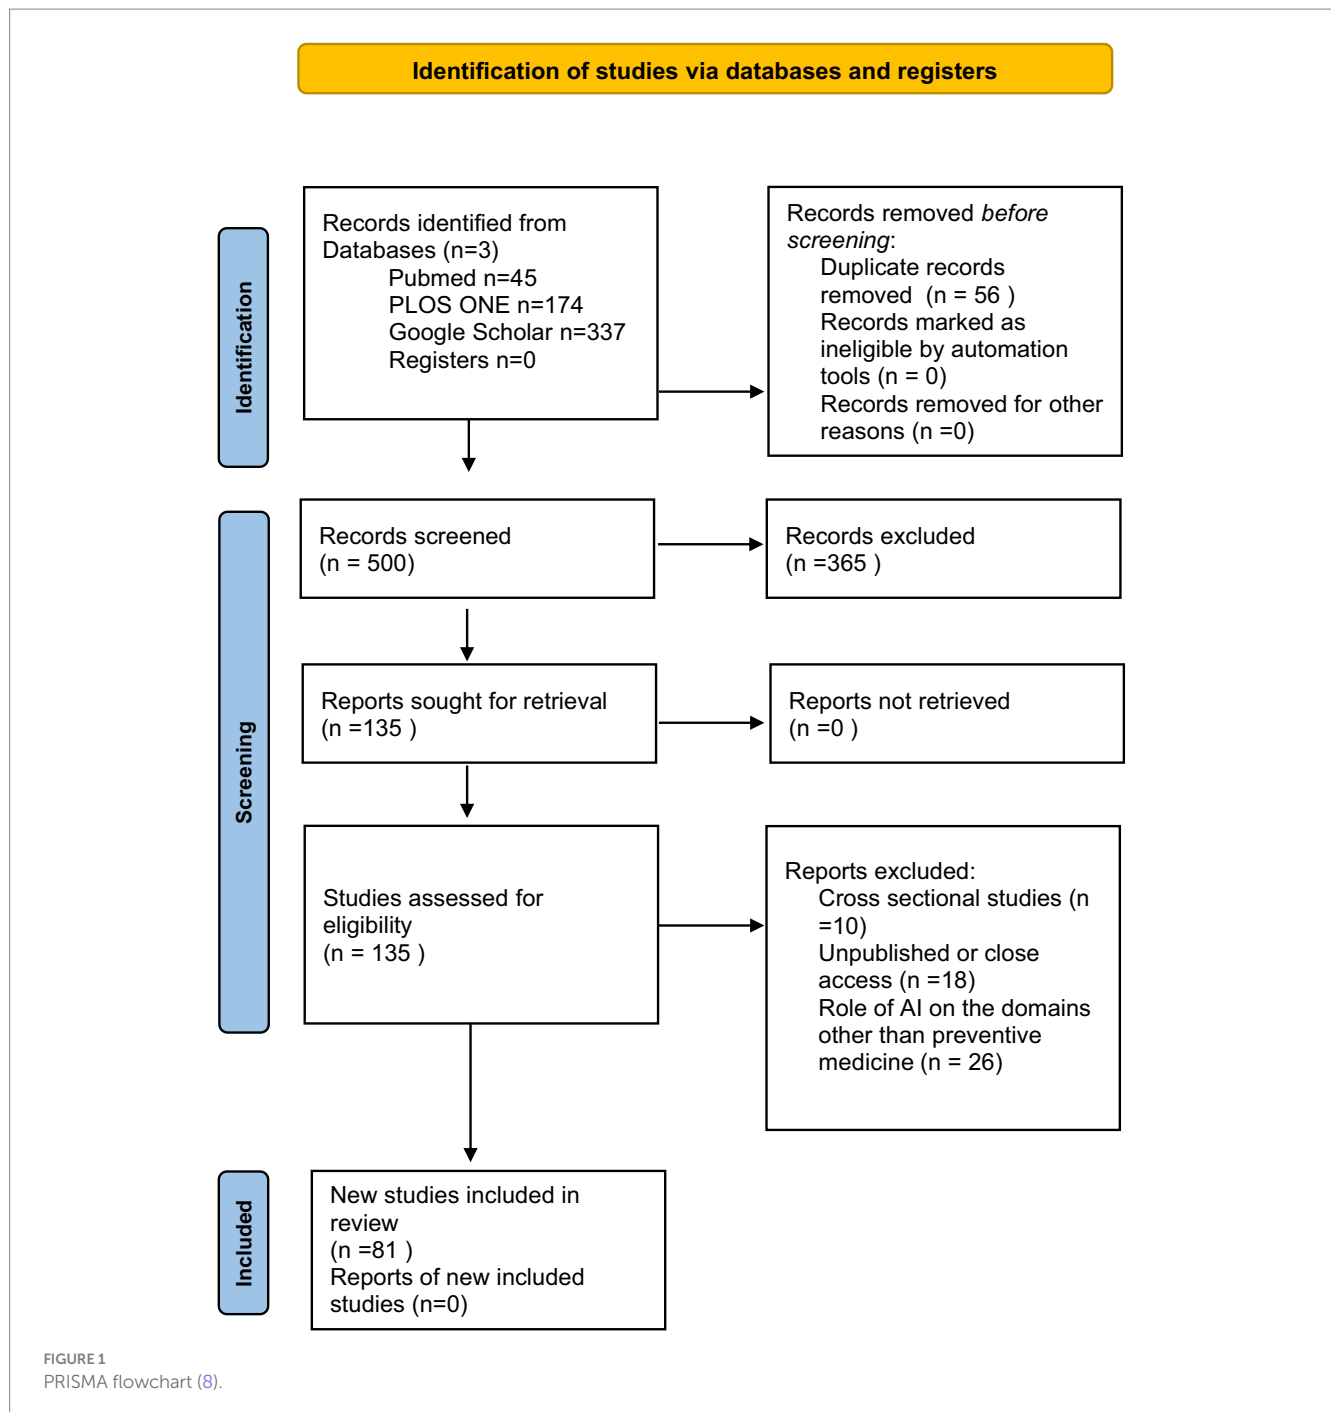 Identification of studies via databases and registers
Identification
Records identified from
Databases (n=3)
Pubmed n=45
PLOS ONE n=174
Google Scholar n=337
Registers n=0
Records removed before
screening:
Duplicate records
removed (n = 56 )
Records marked as
ineligible by automation
tools (n = 0)
Records removed for other
reasons (n =0)
Screening
Records screened
(n = 500)
Records excluded
(n =365 )
Reports sought for retrieval
(n =135 )
Reports not retrieved
(n =0 )
Studies assessed for
eligibility
(n = 135 )
Reports excluded:
Cross sectional studies (n
=10)
Unpublished or close
access (n =18)
Role of AI on the domains
other than preventive
medicine (n = 26)
Included
New studies included in
review
(n =81 )
Reports of new included
studies (n=0)
FIGURE 1
PRISMA flowchart (8).